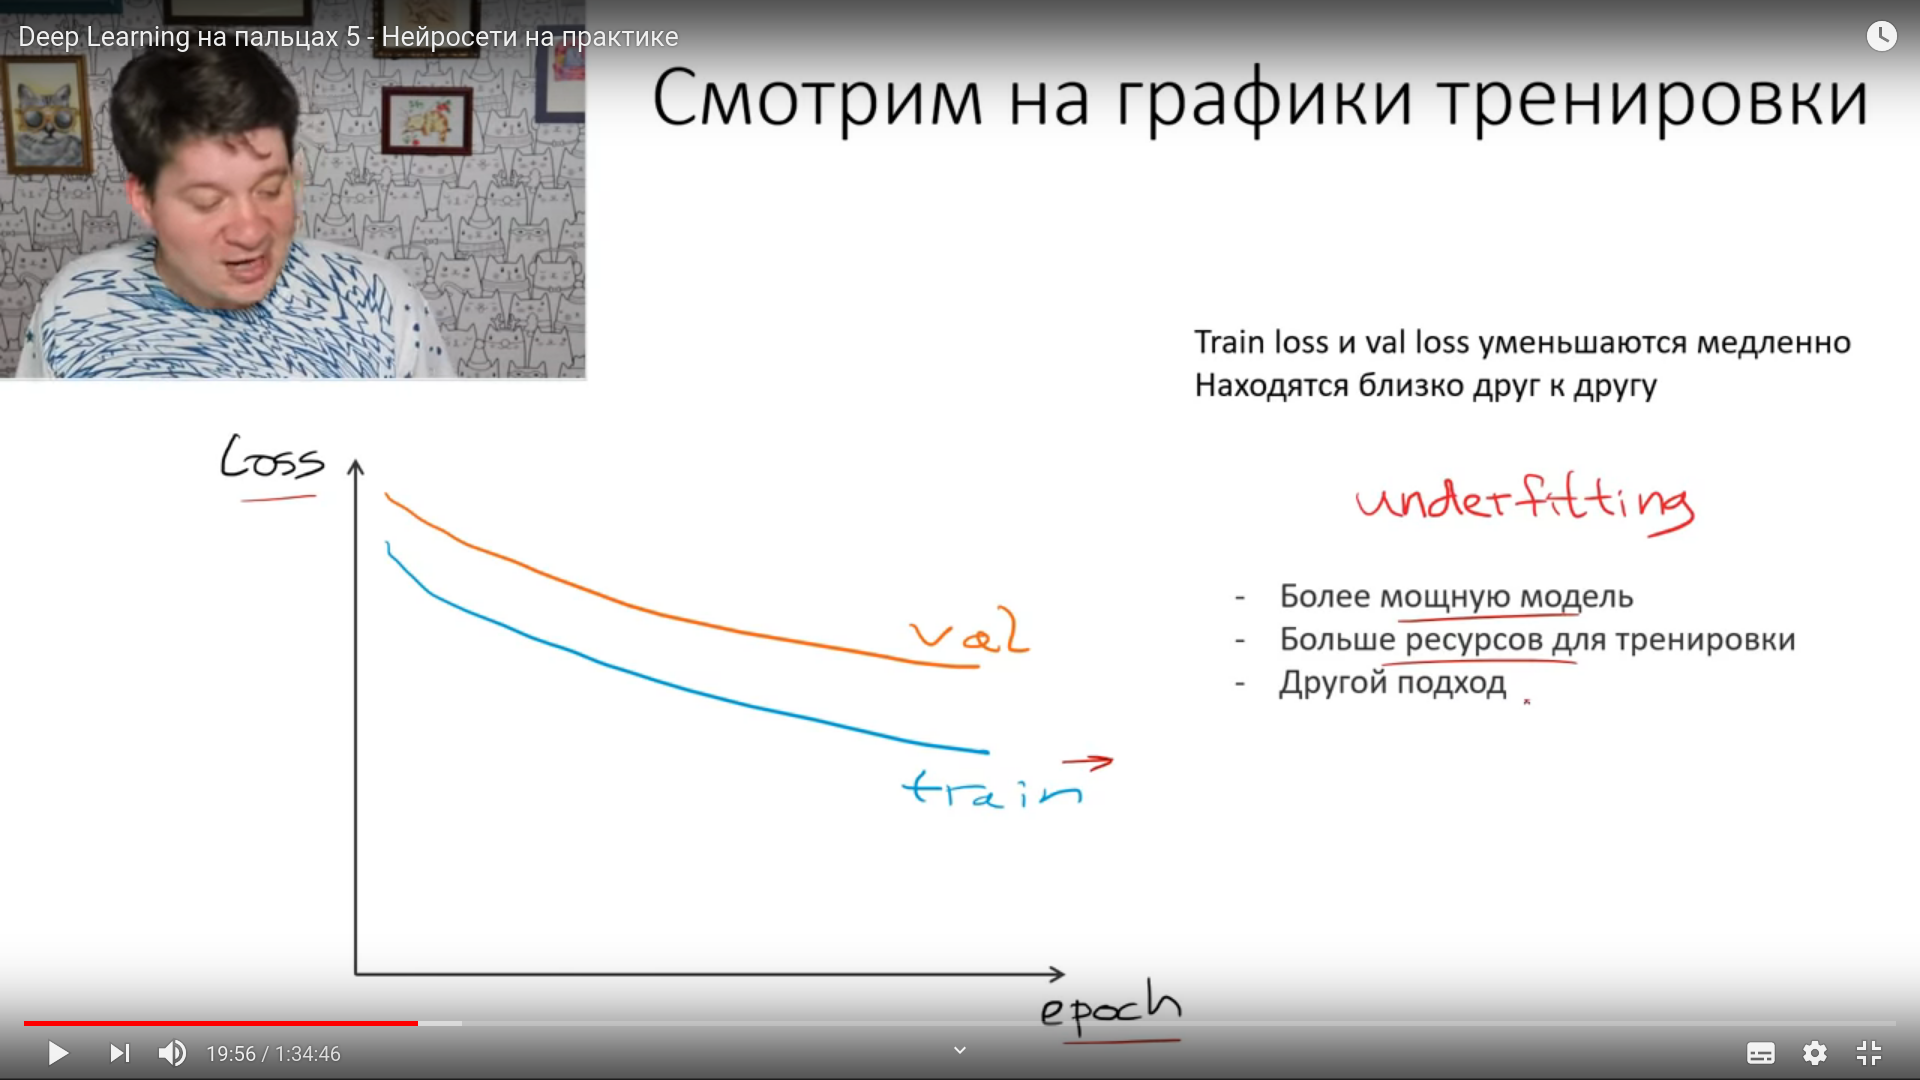 Deep Learning на пальцах 5 - Нейросети на практике
Смотрим на графики тренировки
Train loss и val loss уменьшаются медленно
Находятся близко друг к другу
Loss
underfitting
- Более мощную модель
- Больше ресурсов для тренировки
- Другой подход
val
train
epoch
19:56 / 1:34:46